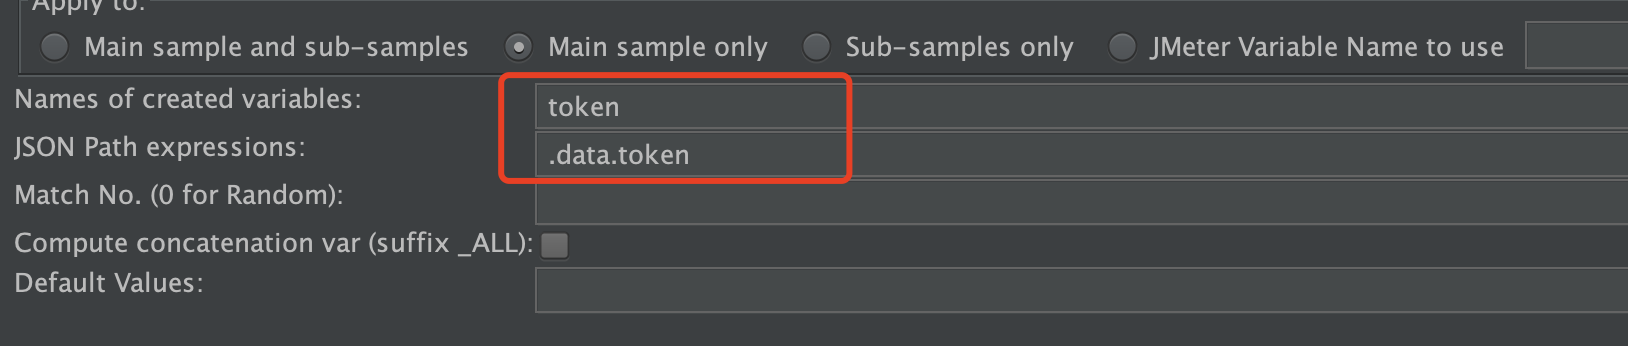 Apply to:
Main sample and sub-samples Main sample only Sub-samples only JMeter Variable Name to use
Names of created variables: token
JSON Path expressions: .data.token
Match No. (0 for Random):
Compute concatenation var (suffix _ALL):
Default Values: